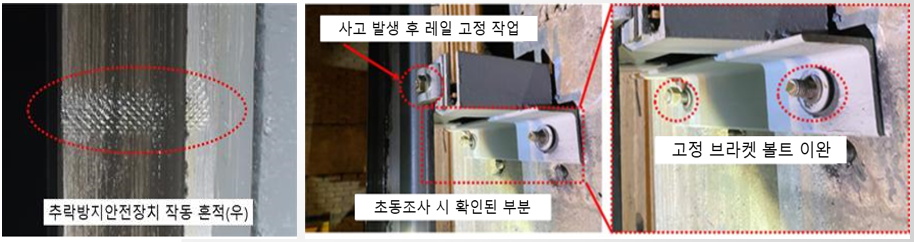 추락방지안전장치 작동 흔적(우)
사고 발생 후 레일 고정 작업
초동조사 시 확인된 부분
고정 브라켓 볼트 이완